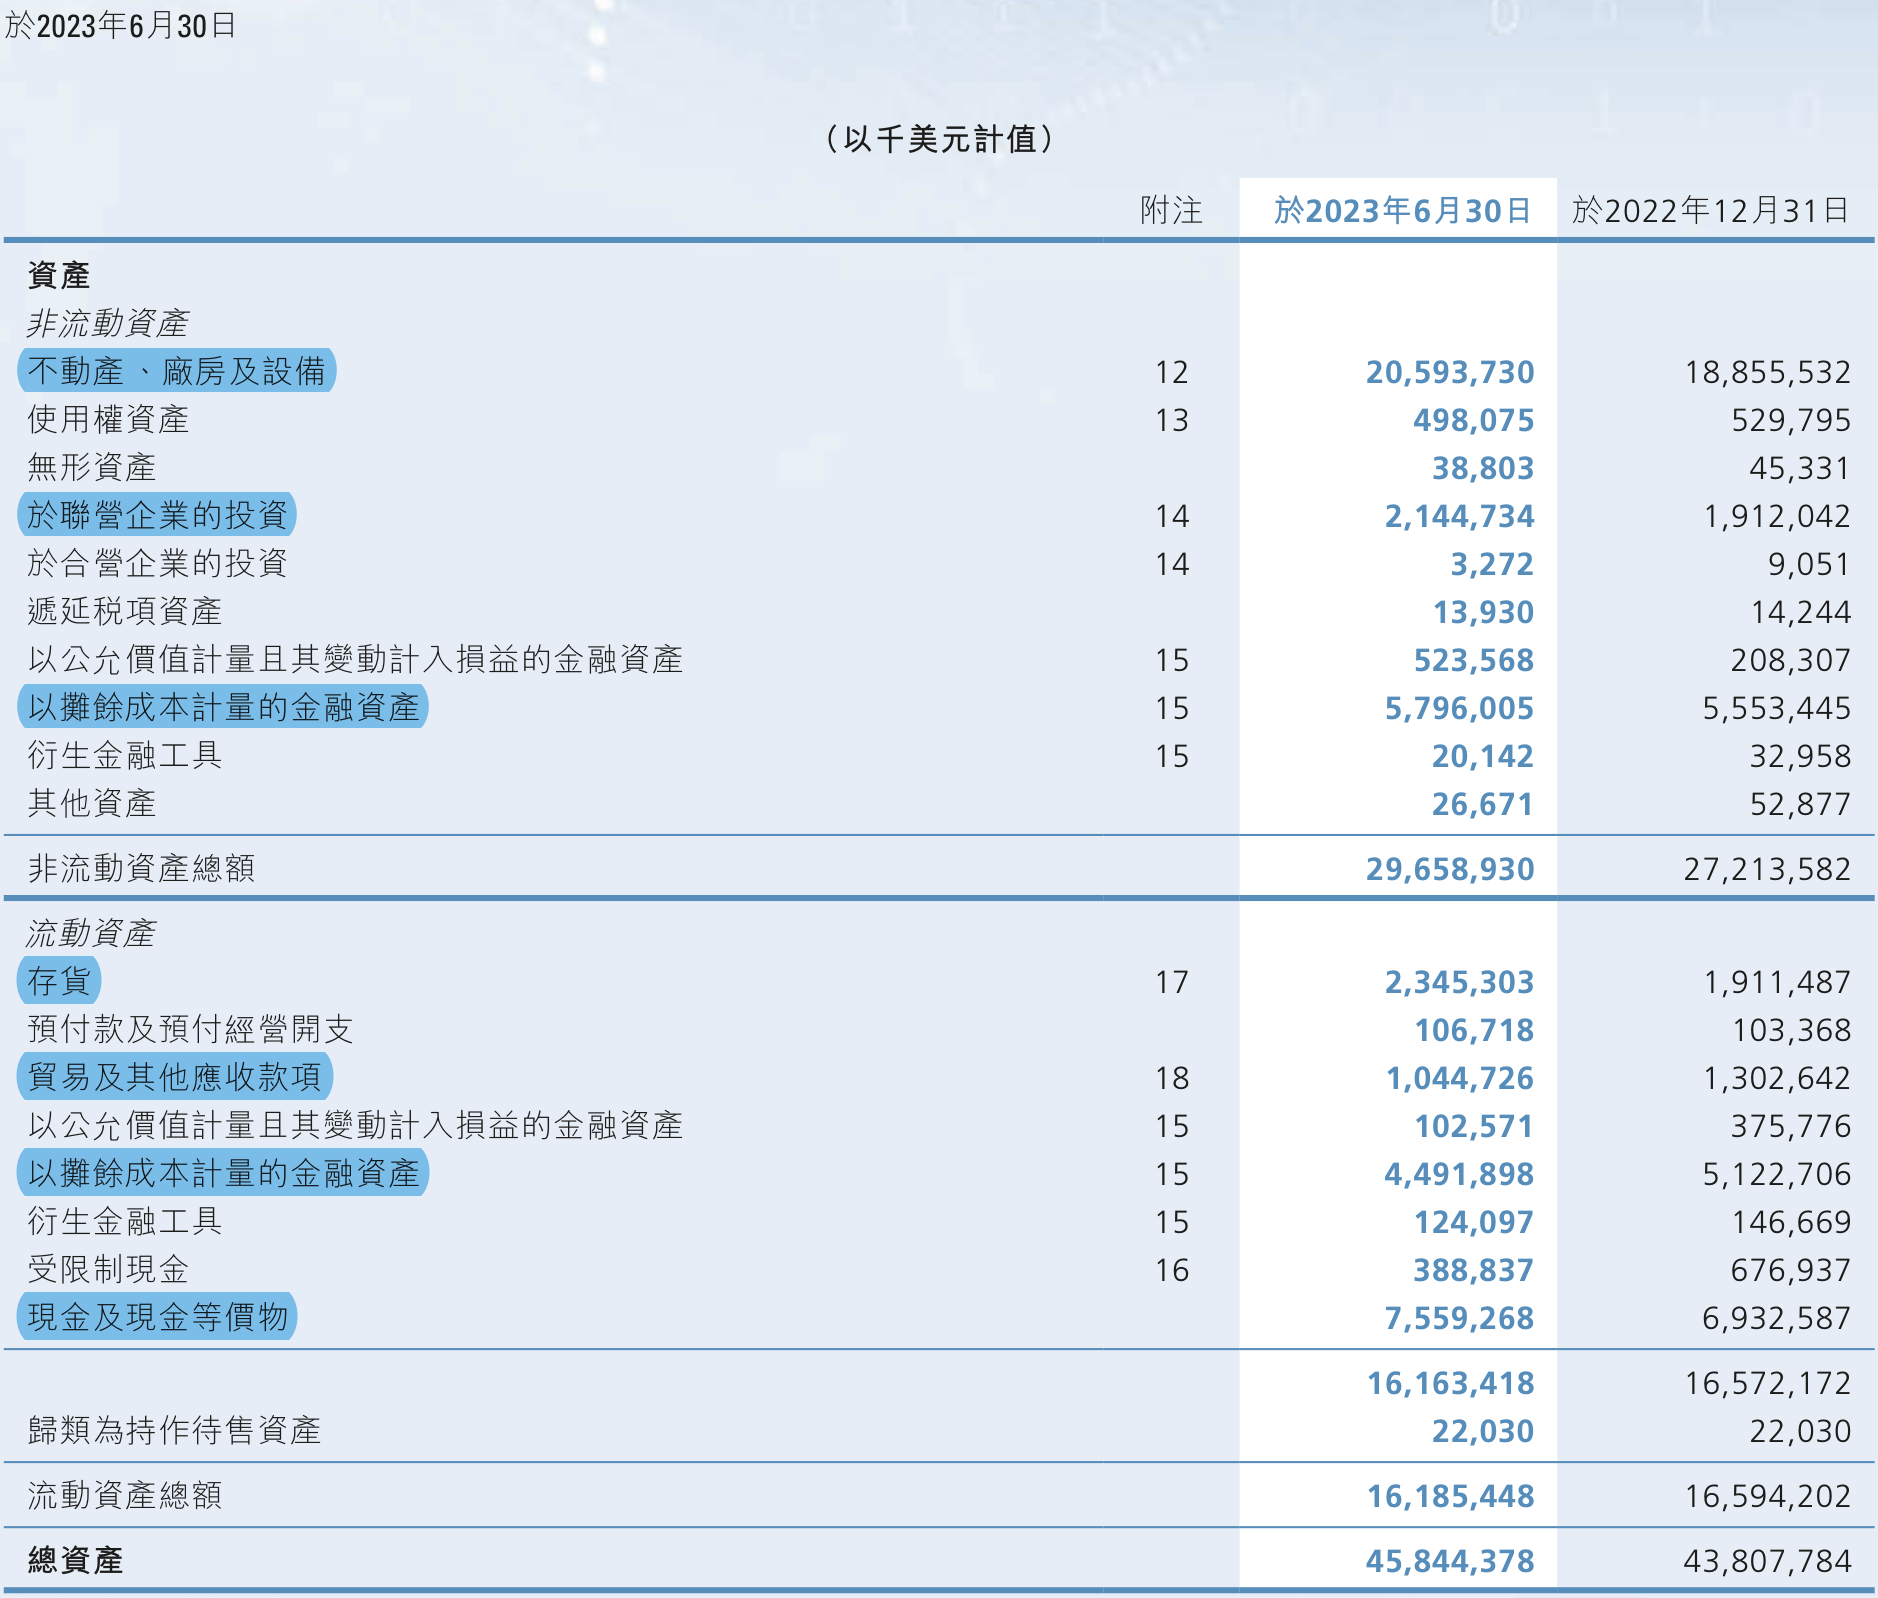 於2023年6月30日
（以千美元計值）
附注 於2023年6月30日 於2022年12月31日
資產
非流動資產
不動產、廠房及設備 12 20,593,730 18,855,532
使用權資產 13 498,075 529,795
無形資產 38,803 45,331
於聯營企業的投資 14 2,144,734 1,912,042
於合營企業的投資 14 3,272 9,051
遞延税項資產 13,930 14,244
以公允價值計量且其變動計入損益的金融資產 15 523,568 208,307
以攤餘成本計量的金融資產 15 5,796,005 5,553,445
衍生金融工具 15 20,142 32,958
其他資產 26,671 52,877
非流動資產總額 29,658,930 27,213,582
流動資產
存貨 17 2,345,303 1,911,487
預付款及預付經營開支 106,718 103,368
貿易及其他應收款項 18 1,044,726 1,302,642
以公允價值計量且其變動計入損益的金融資產 15 102,571 375,776
以攤餘成本計量的金融資產 15 4,491,898 5,122,706
衍生金融工具 15 124,097 146,669
受限制現金 16 388,837 676,937
現金及現金等價物 7,559,268 6,932,587
16,163,418 16,572,172
歸類為持作待售資產 22,030 22,030
流動資產總額 16,185,448 16,594,202
總資產 45,844,378 43,807,784